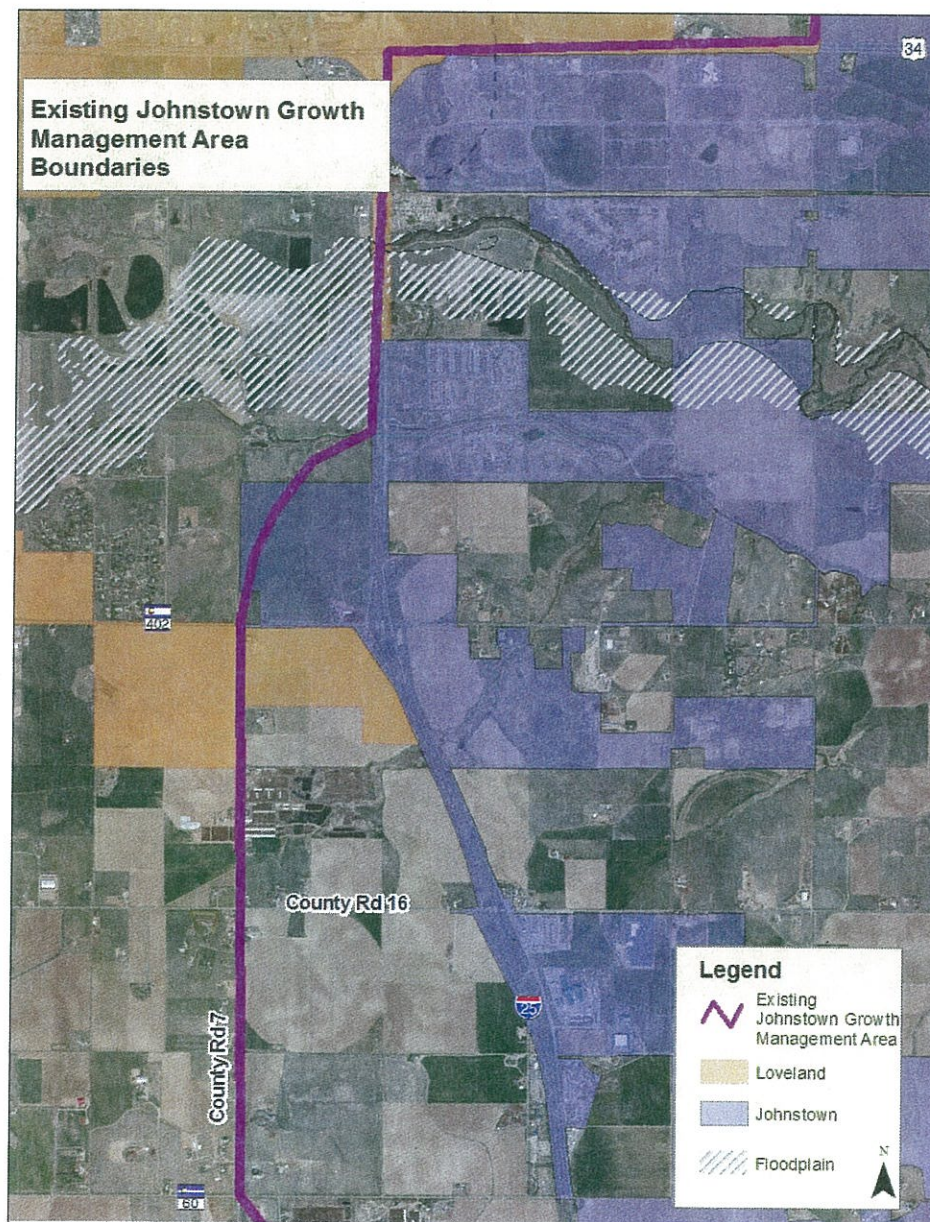 34
Existing Johnstown Growth
Management Area
Boundaries
402
County Rd 16
25
County Rd 7
60
Legend
Existing
Johnstown Growth
Management Area
Loveland
Johnstown
Floodplain
N